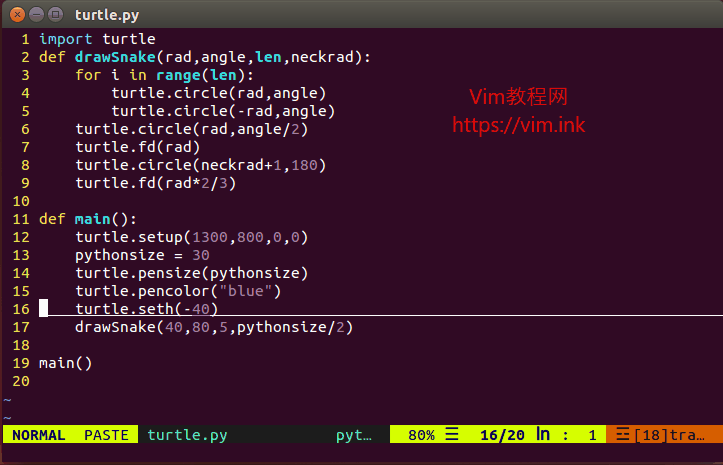 turtle.py
1 import turtle
2 def drawSnake(rad,angle,len,neckrad):
3     for i in range(len):
4         turtle.circle(rad,angle)
5         turtle.circle(-rad,angle)
6     turtle.circle(rad,angle/2)
7     turtle.fd(rad)
8     turtle.circle(neckrad+1,180)
9     turtle.fd(rad*2/3)
10
11 def main():
12     turtle.setup(1300,800,0,0)
13     pythonsize = 30
14     turtle.pensize(pythonsize)
15     turtle.pencolor("blue")
16     turtle.seth(-40)
17     drawSnake(40,80,5,pythonsize/2)
18
19 main()
20
~
~
Vim教程网
https://vim.ink
NORMAL PASTE turtle.py pyt… 80% ☰ 16/20 ㏑ : 1 ☲[18]tra…